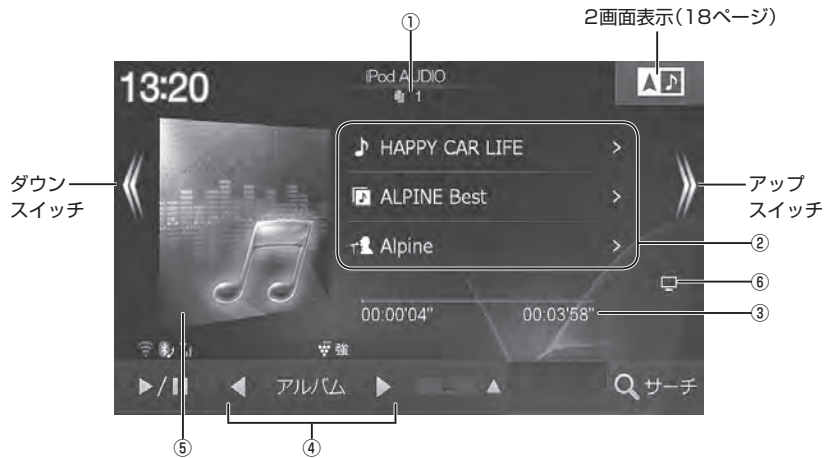 2画面表示(18ページ)
①
13:20
iPod AUDIO
1
HAPPY CAR LIFE
ALPINE Best
Alpine
ダウン
スイッチ
アップ
スイッチ
②
⑥
00:00'04"
00:03'58"
③
強
▶/II
アルバム
サーチ
⑤
④